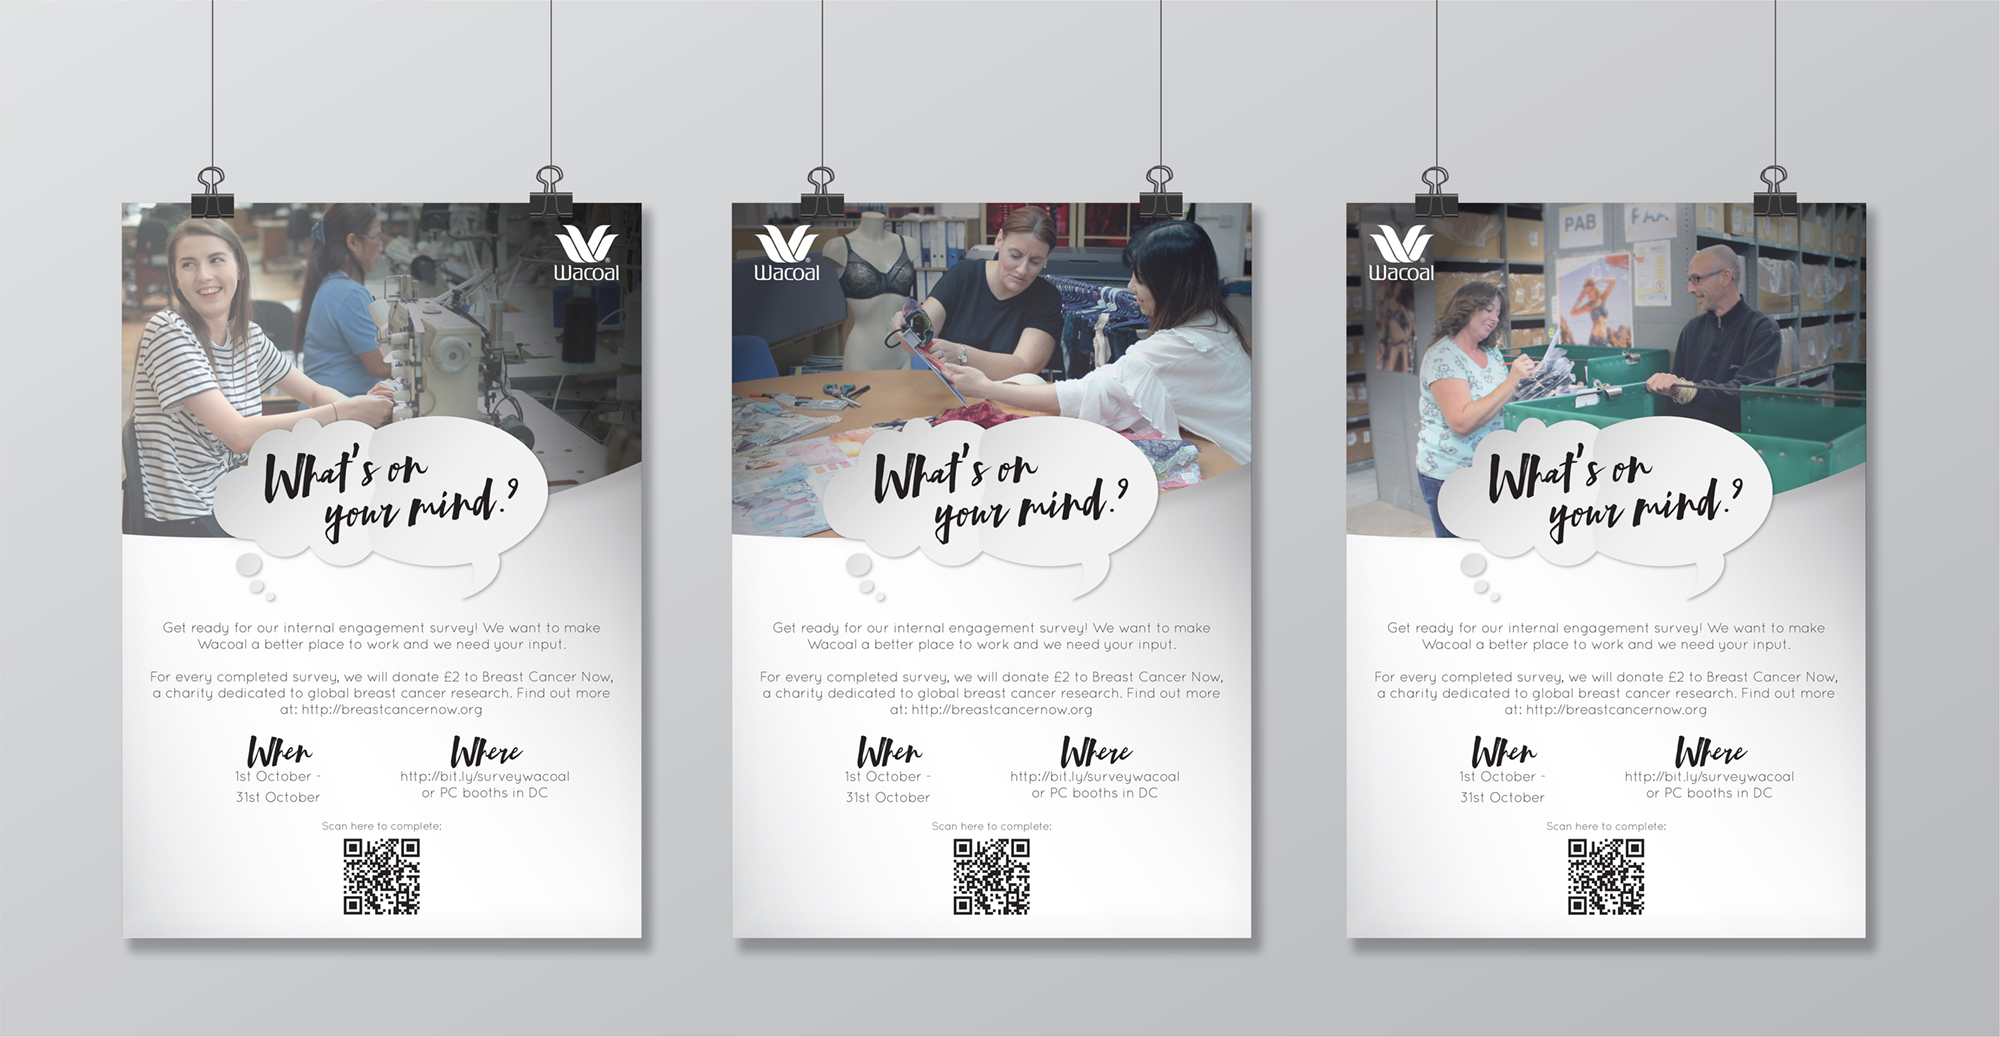 Wacoal
What's on
your mind?
Get ready for our internal engagement survey! We want to make
Wacoal a better place to work and we need your input.
For every completed survey, we will donate £2 to Breast Cancer Now,
a charity dedicated to global breast cancer research. Find out more
at: http://breastcancernow.org
When
1st October -
31st October
Where
http://bit.ly/surveywacoal
or PC booths in DC
Scan here to complete:
Wacoal
What's on
your mind?
Get ready for our internal engagement survey! We want to make
Wacoal a better place to work and we need your input.
For every completed survey, we will donate £2 to Breast Cancer Now,
a charity dedicated to global breast cancer research. Find out more
at: http://breastcancernow.org
When
1st October -
31st October
Where
http://bit.ly/surveywacoal
or PC booths in DC
Scan here to complete:
Wacoal
PAB
What's on
your mind?
Get ready for our internal engagement survey! We want to make
Wacoal a better place to work and we need your input.
For every completed survey, we will donate £2 to Breast Cancer Now,
a charity dedicated to global breast cancer research. Find out more
at: http://breastcancernow.org
When
1st October -
31st October
Where
http://bit.ly/surveywacoal
or PC booths in DC
Scan here to complete: